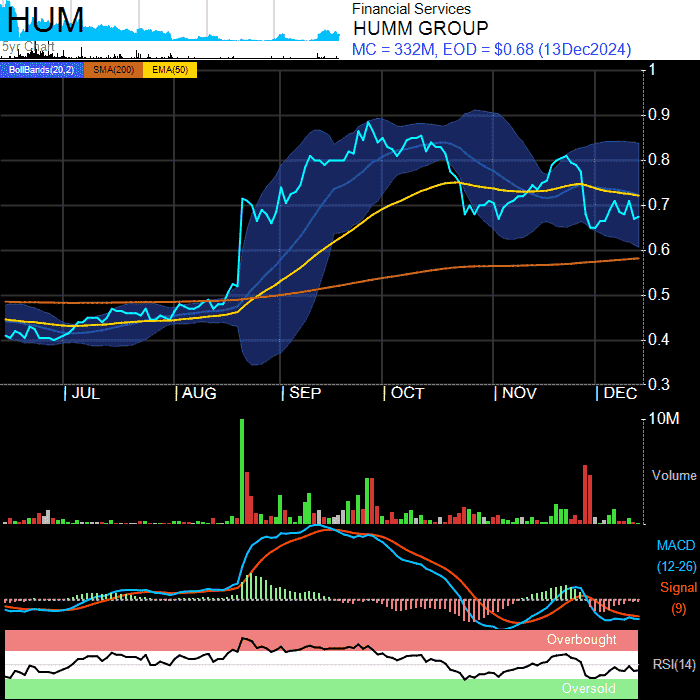 HUM
5yr Chart
Financial Services
HUMM GROUP
MC = 332M, EOD = $0.68 (13Dec2024)
BollBands(20,2) SMA(200) EMA(50)
1
0.9
0.8
0.7
0.6
0.5
0.4
0.3
JUL AUG SEP OCT NOV DEC
10M
Volume
MACD
(12-26)
Signal
(9)
Overbought
RSI(14)
Oversold